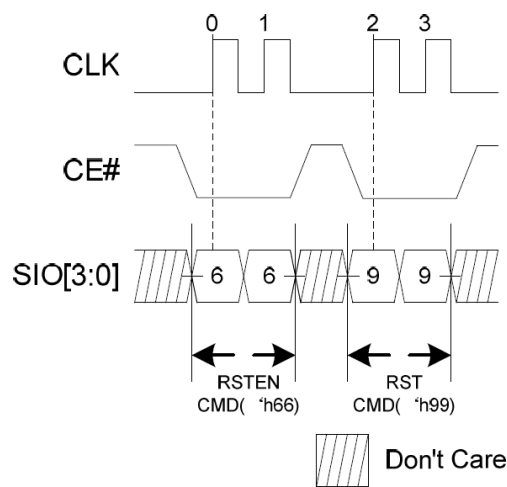 0 1 2 3
CLK
CE#
SIO[3:0] 6 6 9 9
RSTEN RST
CMD( ‘h66) CMD( ‘h99)
Don't Care